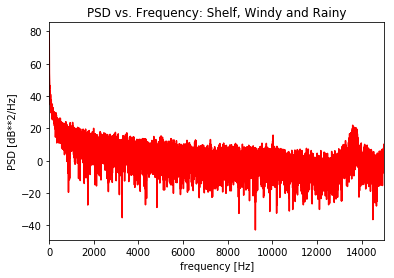 PSD vs. Frequency: Shelf, Windy and Rainy
80
60
40
20
0
−20
−40
PSD [dB**2/Hz]
0 2000 4000 6000 8000 10000 12000 14000
frequency [Hz]